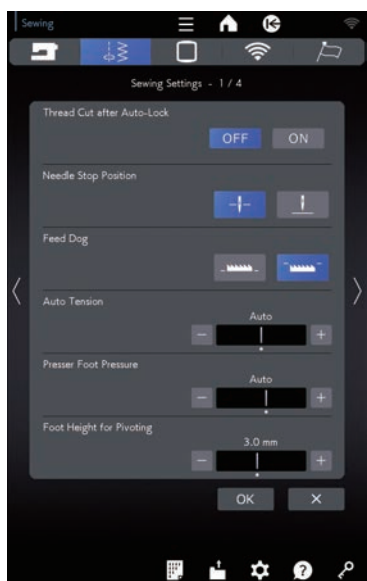 Sewing
Sewing Settings - 1 / 4
Thread Cut after Auto-Lock
OFF ON
Needle Stop Position
Feed Dog
Auto Tension
Auto
- +
Presser Foot Pressure
Auto
- +
Foot Height for Pivoting
3.0 mm
- +
OK X
?